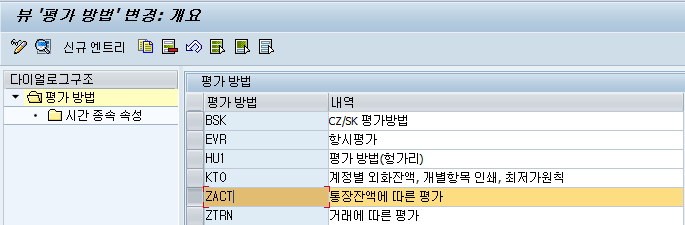 뷰 '평가 방법' 변경: 개요
신규 엔트리
다이얼로그구조
평가 방법
시간 종속 속성
평가 방법
평가 방법 내역
BSK CZ/SK 평가방법
EVR 항시평가
HU1 평가 방법(헝가리)
KTO 계정별 외화잔액, 개별항목 인쇄, 최저가원칙
ZACT 통장잔액에 따른 평가
ZTRN 거래에 따른 평가